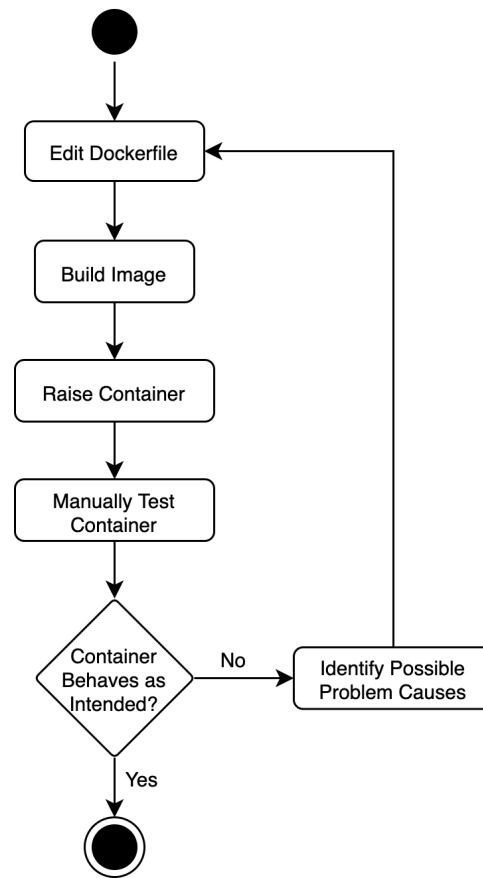 Edit Dockerfile
Build Image
Raise Container
Manually Test
Container
Container
Behaves as
Intended?
No
Identify Possible
Problem Causes
Yes